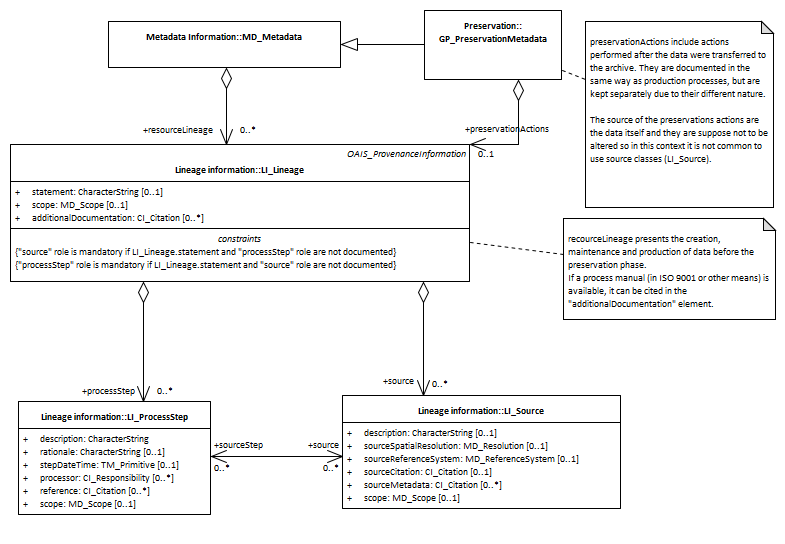 Metadata Information::MD_Metadata
Preservation::
GP_PreservationMetadata
preservationActions include actions
performed after the data were transferred to
the archive. They are documented in the
same way as production processes, but are
kept separately due to their different nature.
The source of the preservations actions are
the data itself and they are suppose not to be
altered so in this context it is not common to
use source classes (LI_Source).
+resourceLineage
0..*
+preservationActions
0..1
OAIS_ProvenanceInformation
Lineage information::LI_Lineage
+ statement: CharacterString [0..1]
+ scope: MD_Scope [0..1]
+ additionalDocumentation: CI_Citation [0..*]
constraints
{"source" role is mandatory if LI_Lineage.statement and "processStep" role are not documented}
{"processStep" role is mandatory if LI_Lineage.statement and "source" role are not documented}
recourceLineage presents the creation,
maintenance and production of data before the
preservation phase.
If a process manual (in ISO 9001 or other means) is
available, it can be cited in the
"additionalDocumentation" element.
+processStep
0..*
+source
0..*
Lineage information::LI_ProcessStep
+ description: CharacterString
+ rationale: CharacterString [0..1]
+ stepDateTime: TM_Primitive [0..1]
+ processor: CI_Responsibility [0..*]
+ reference: CI_Citation [0..*]
+ scope: MD_Scope [0..1]
+sourceStep
0..*
+source
0..*
Lineage information::LI_Source
+ description: CharacterString [0..1]
+ sourceSpatialResolution: MD_Resolution [0..1]
+ sourceReferenceSystem: MD_ReferenceSystem [0..1]
+ sourceCitation: CI_Citation [0..1]
+ sourceMetadata: CI_Citation [0..*]
+ scope: MD_Scope [0..1]